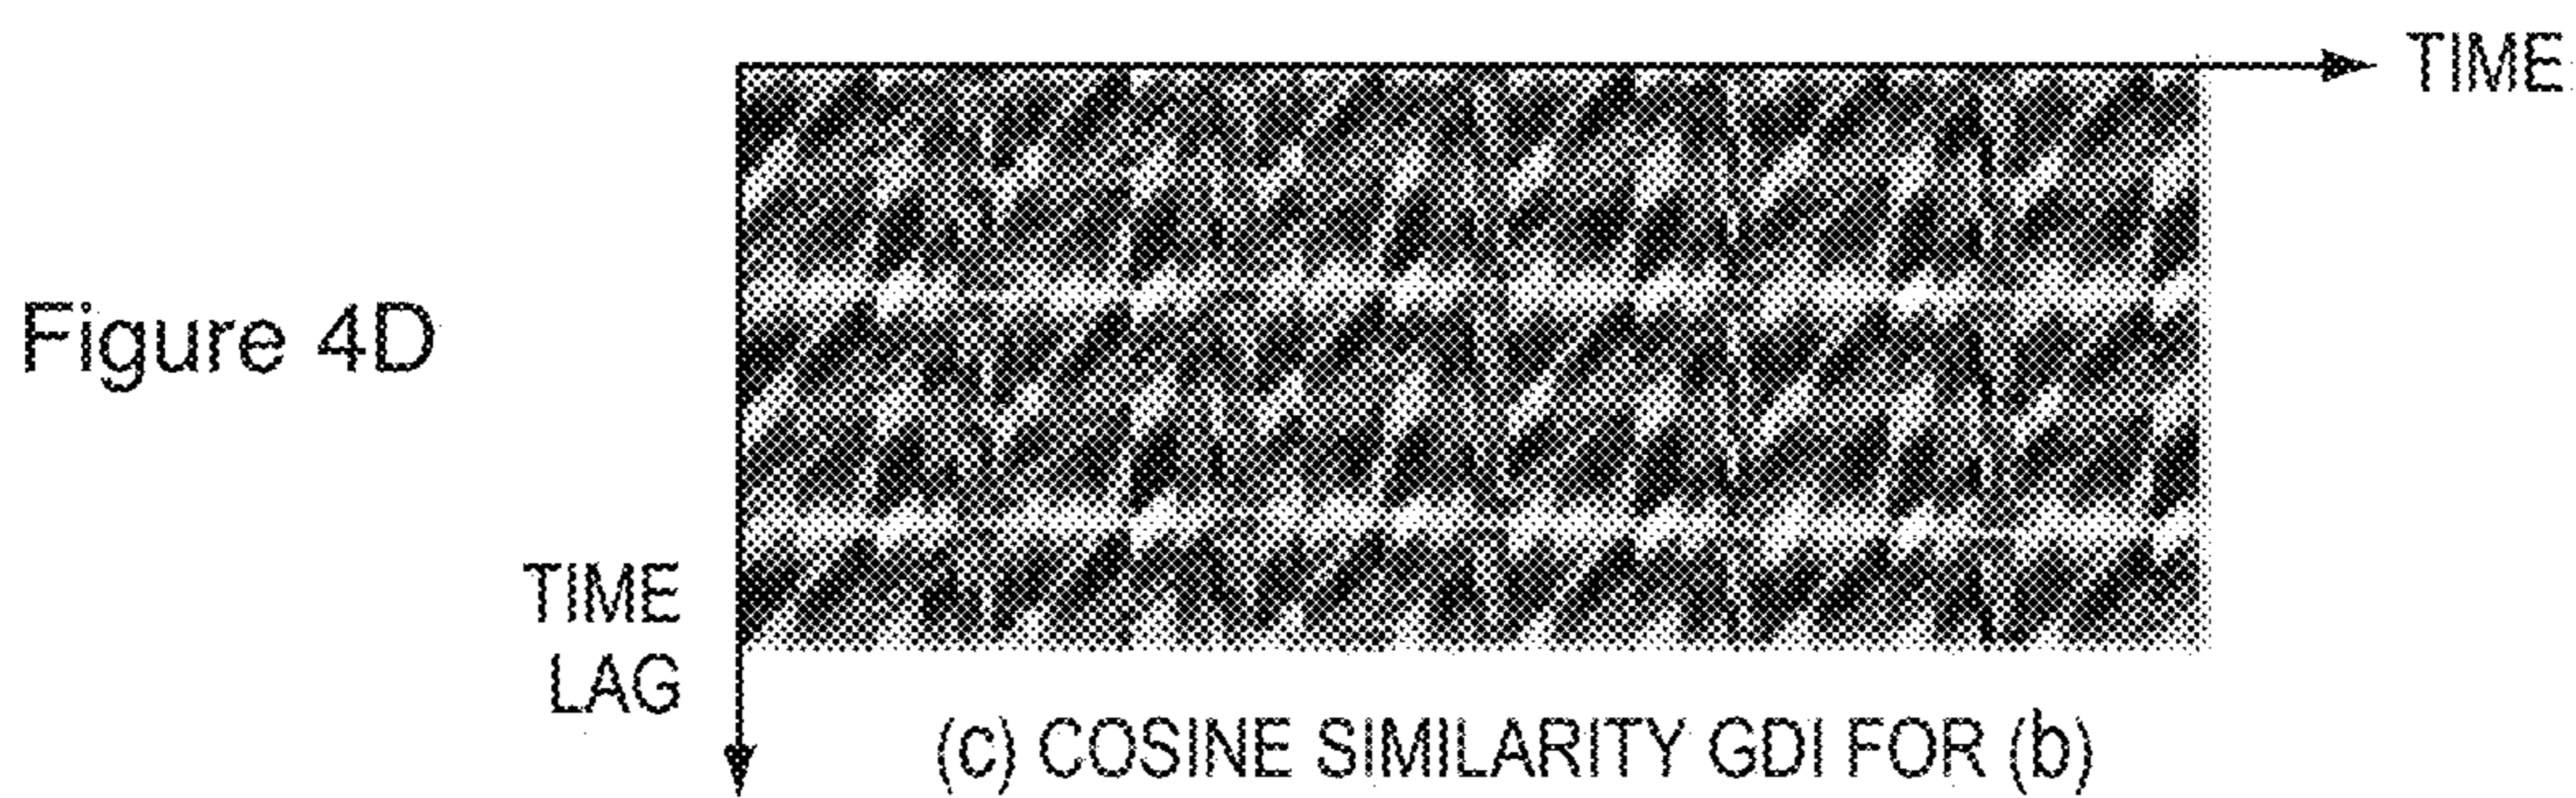 TIME
Figure 4D
TIME
LAG
(c) COSINE SIMILARITY GDI FOR (b)